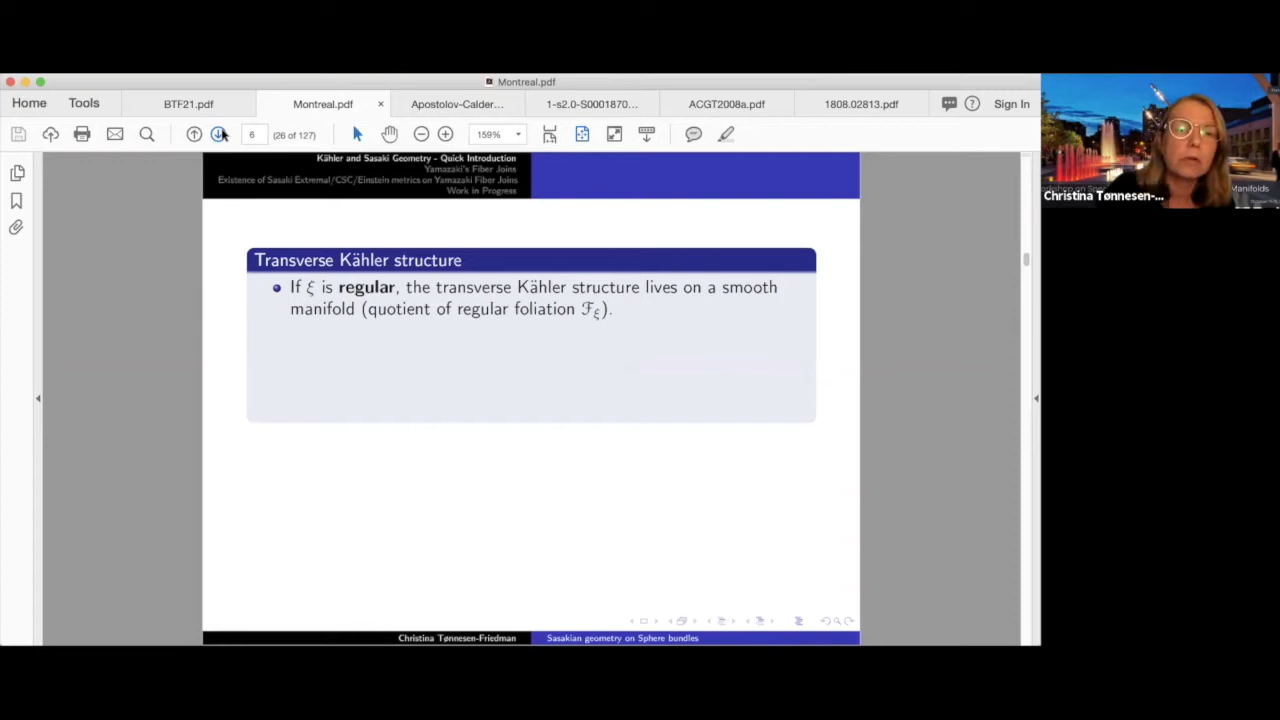 Montreal.pdf
Home Tools BTF21.pdf Montreal.pdf × Apostolov-Calder... 1-s2.0-S0001870... ACGT2008a.pdf 1808.02813.pdf ? Sign In
6 (26 of 127) 159%
Kähler and Sasaki Geometry - Quick Introduction
Yamazaki's Fiber Joins
Existence of Sasaki Extremal/CSC/Einstein metrics on Yamazaki Fiber Joins
Work in Progress
Transverse Kähler structure
If ξ is regular, the transverse Kähler structure lives on a smooth
manifold (quotient of regular foliation ℱ_ξ).
Christina Tønnesen-Friedman Sasakian geometry on Sphere bundles
Manifolds
Christina Tønnesen-...